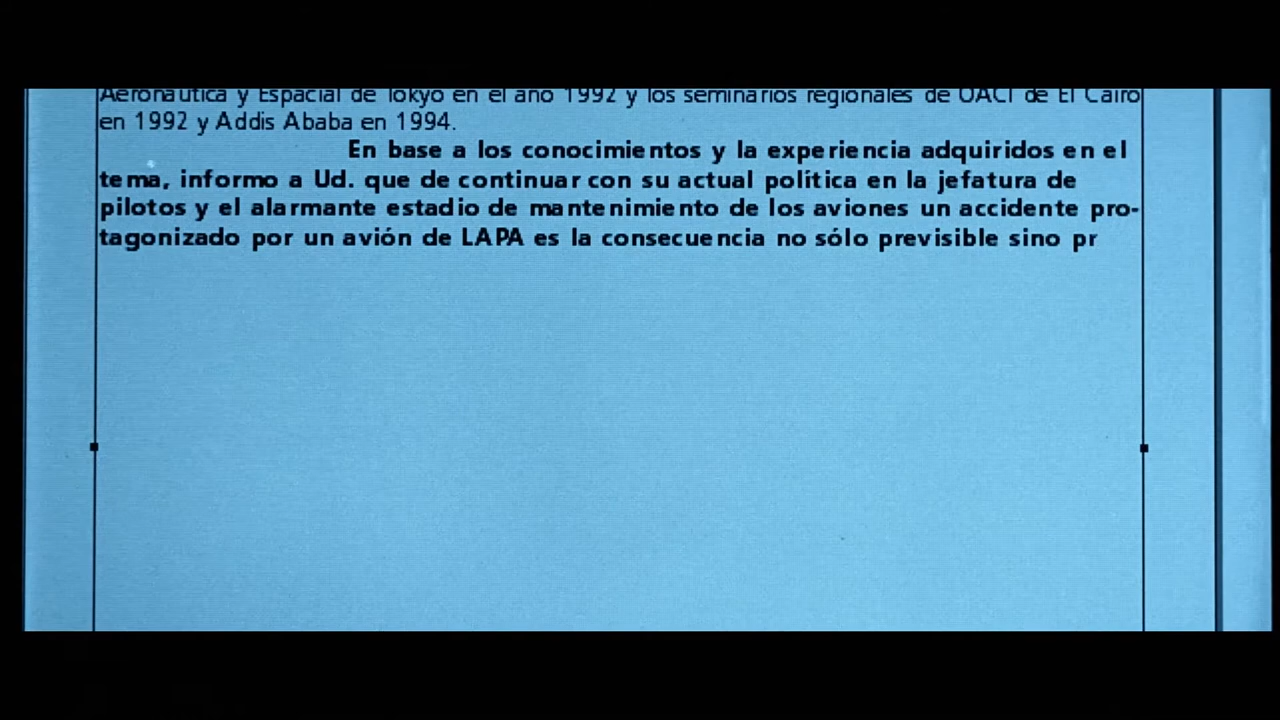 Aeronautica y Espacial de Tokyo en el año 1992 y los seminarios regionales de OACI de El Cairo
en 1992 y Addis Ababa en 1994.
En base a los conocimientos y la experiencia adquiridos en el
tema, informo a Ud. que de continuar con su actual política en la jefatura de
pilotos y el alarmante estadio de mantenimiento de los aviones un accidente pro-
tagonizado por un avión de LAPA es la consecuencia no sólo previsible sino pr